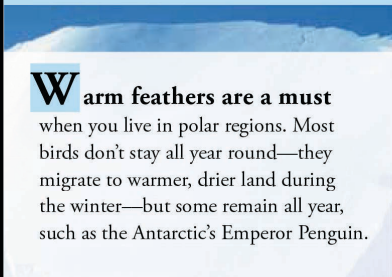 Warm feathers are a must
when you live in polar regions. Most
birds don't stay all year round—they
migrate to warmer, drier land during
the winter—but some remain all year,
such as the Antarctic's Emperor Penguin.